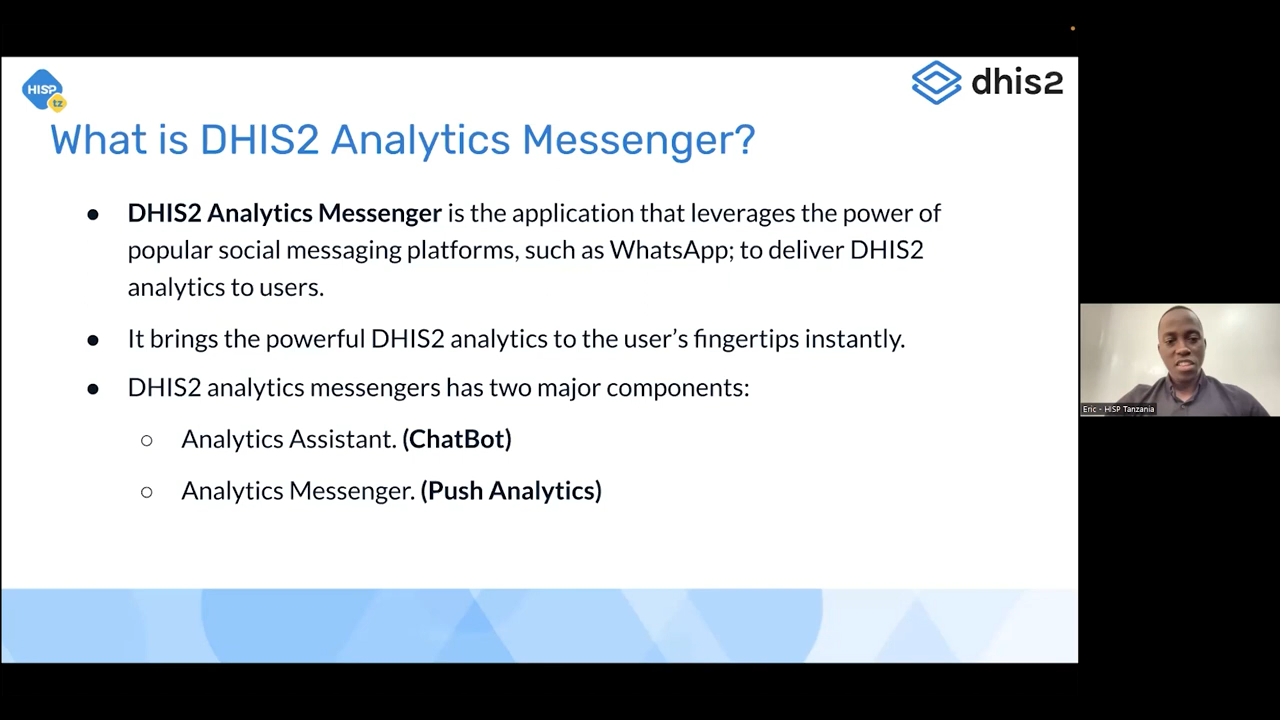 HISP
tz
dhis2
What is DHIS2 Analytics Messenger?
● DHIS2 Analytics Messenger is the application that leverages the power of
popular social messaging platforms, such as WhatsApp; to deliver DHIS2
analytics to users.
● It brings the powerful DHIS2 analytics to the user’s fingertips instantly.
● DHIS2 analytics messengers has two major components:
○ Analytics Assistant. (ChatBot)
○ Analytics Messenger. (Push Analytics)
Eric - HISP Tanzania